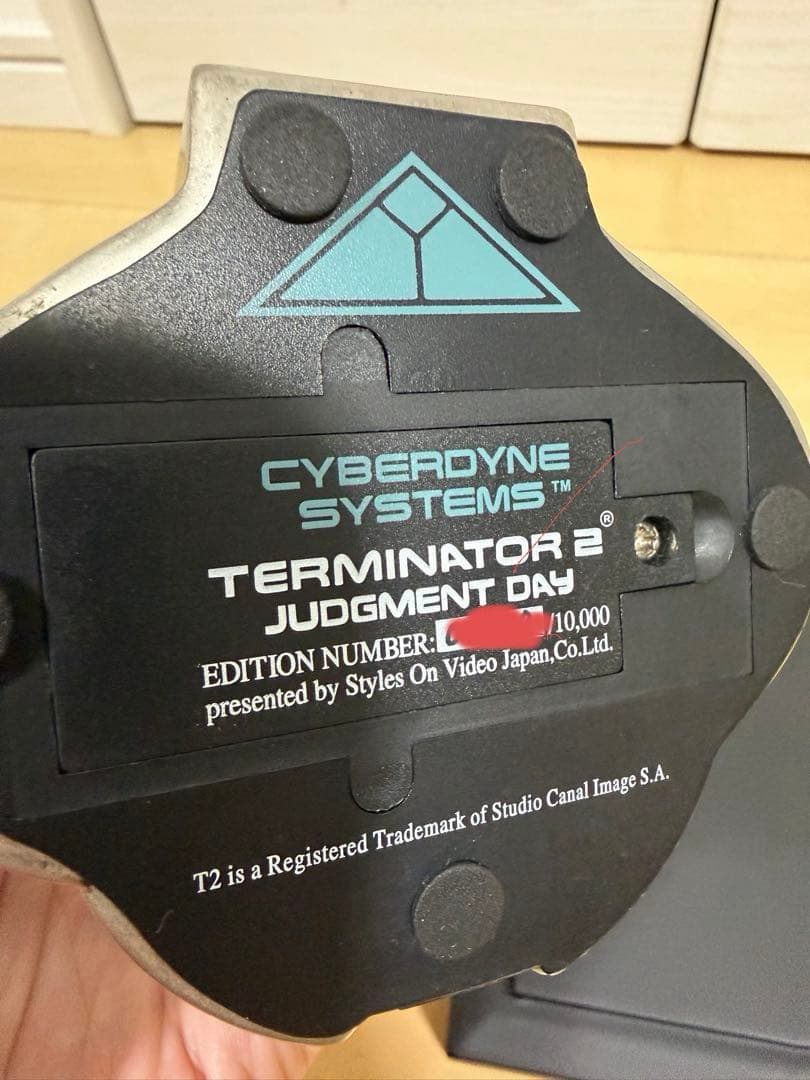 CYBERDYNE
SYSTEMS™
TERMINATOR 2®
JUDGMENT DAY
EDITION NUMBER: /10,000
presented by Styles On Video Japan,Co.Ltd.
T2 is a Registered Trademark of Studio Canal Image S.A.